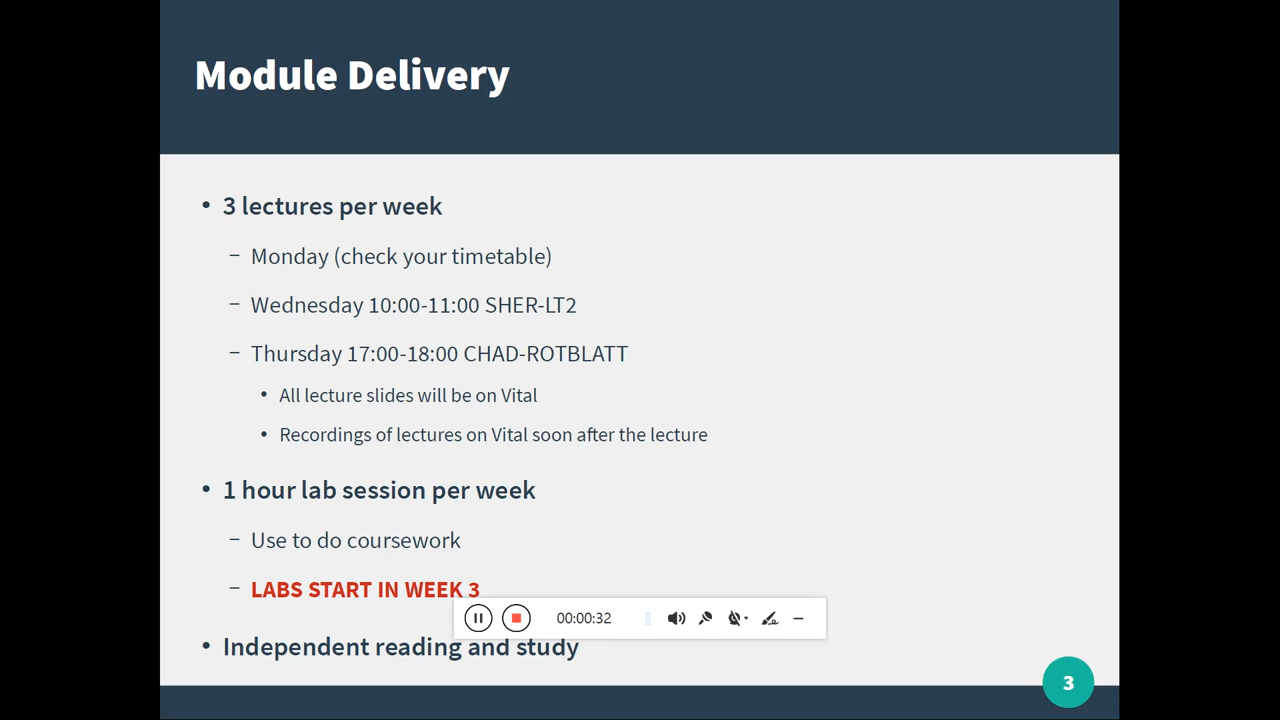 Module Delivery
• 3 lectures per week
– Monday (check your timetable)
– Wednesday 10:00-11:00 SHER-LT2
– Thursday 17:00-18:00 CHAD-ROTBLATT
• All lecture slides will be on Vital
• Recordings of lectures on Vital soon after the lecture
• 1 hour lab session per week
– Use to do coursework
– LABS START IN WEEK 3
00:00:32
• Independent reading and study
3